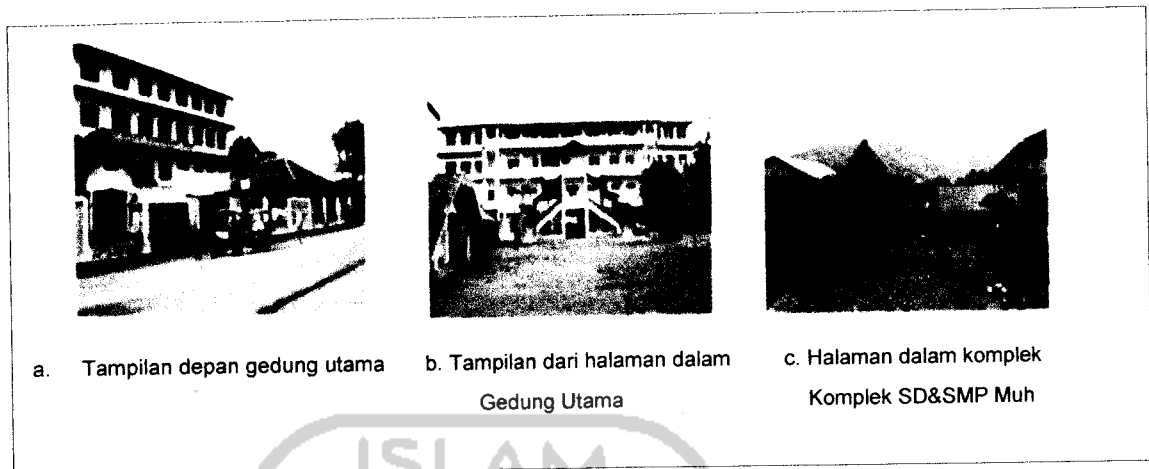 a. Tampilan depan gedung utama
b. Tampilan dari halaman dalam
Gedung Utama
c. Halaman dalam komplek
Komplek SD&SMP Muh
ISLAM